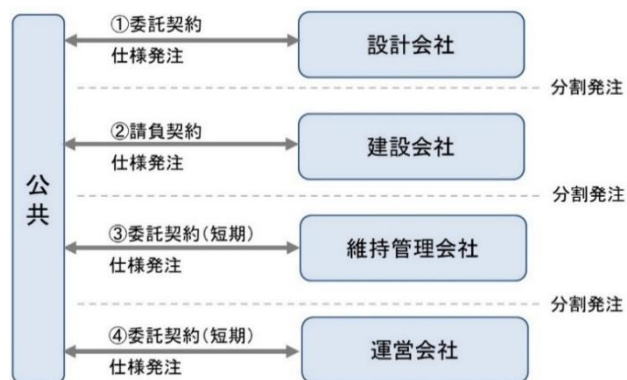 公共
①委託契約
仕様発注
設計会社
分割発注
②請負契約
仕様発注
建設会社
分割発注
③委託契約(短期)
仕様発注
維持管理会社
分割発注
④委託契約(短期)
仕様発注
運営会社